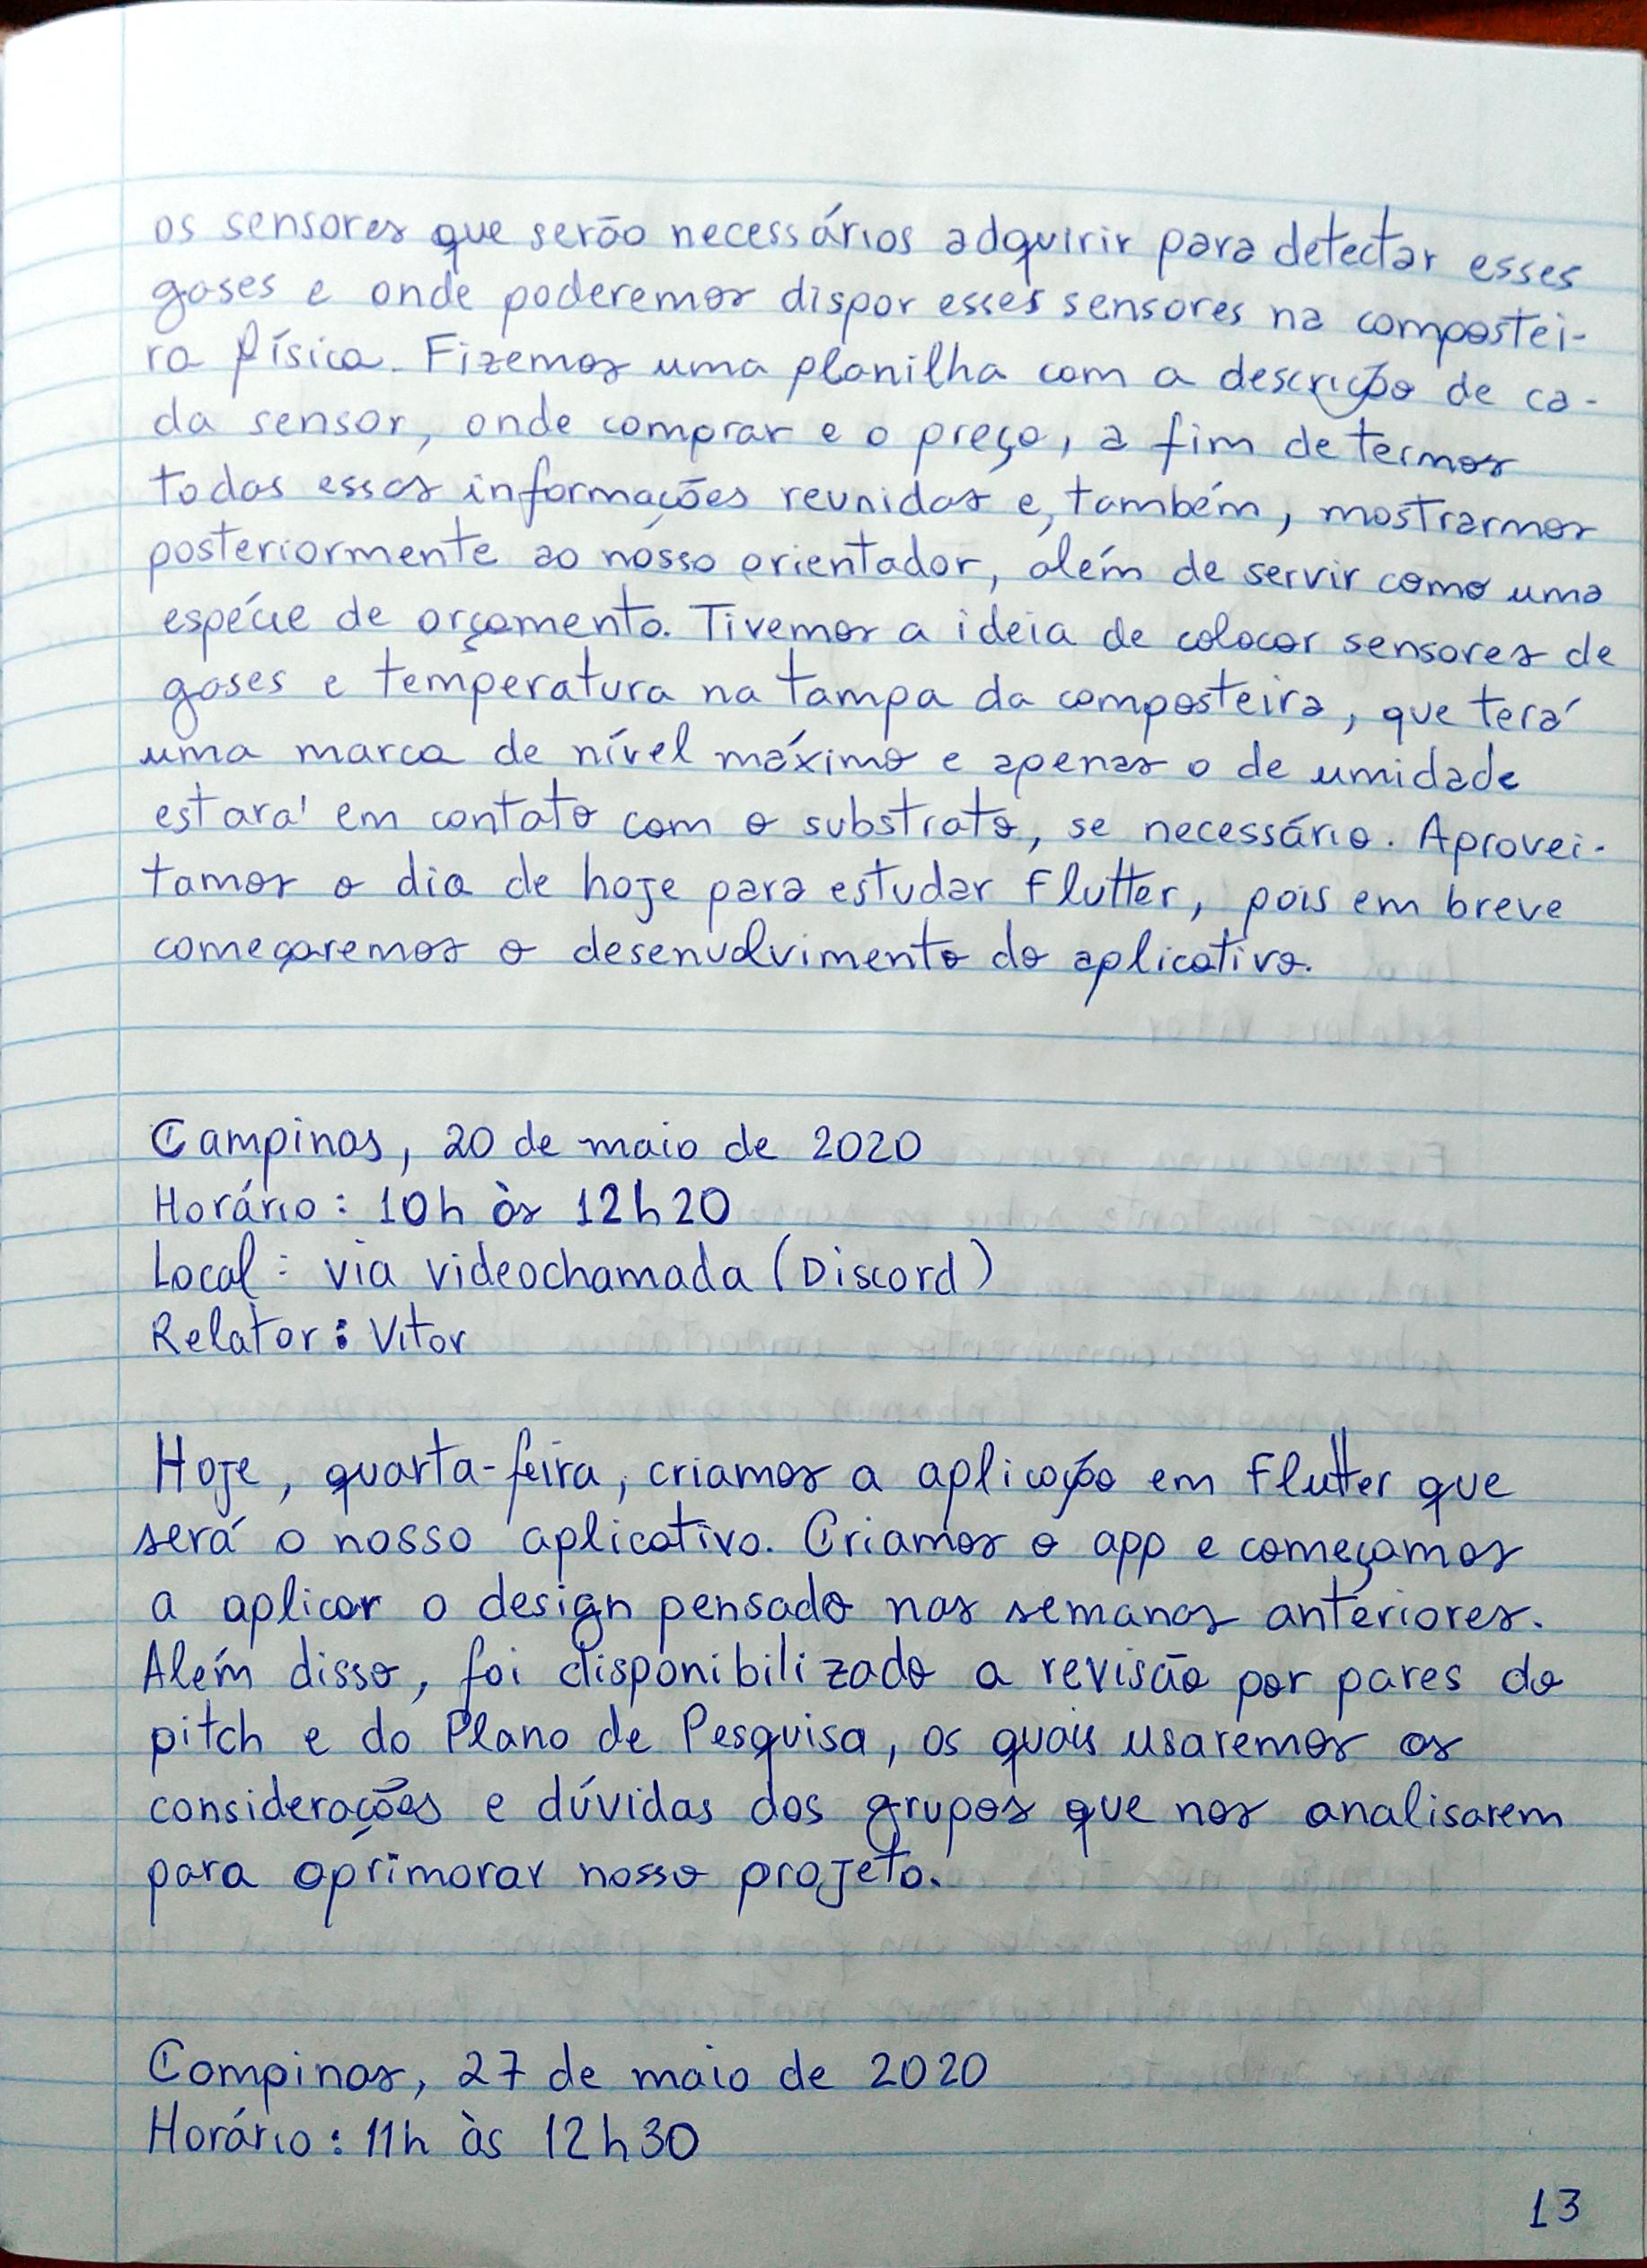 os sensores que serão necessários adquirir para detectar esses
gases e onde poderemos dispor esses sensores na compostei-
ra física. Fizemos uma planilha com a descrição de ca-
da sensor, onde comprar e o preço, a fim de termos
todas essas informações reunidas e, também, mostrarmos
posteriormente ao nosso orientador, além de servir como uma
espécie de orçamento. Tivemos a ideia de colocar sensores de
gases e temperatura na tampa da composteira, que terá
uma marca de nível máximo e apenas o de umidade
estará em contato com o substrato, se necessário. Aprovei-
tamos o dia de hoje para estudar Flutter, pois em breve
começaremos o desenvolvimento do aplicativo.
Campinas, 20 de maio de 2020
Horário: 10h às 12h20
Local: via videochamada (Discord)
Relator: Vitor
Hoje, quarta-feira, criamos a aplicação em Flutter que
será o nosso aplicativo. Criamos o app e começamos
a aplicar o design pensado nas semanas anteriores.
Além disso, foi disponibilizado a revisão por pares do
pitch e do Plano de Pesquisa, os quais usaremos as
considerações e dúvidas dos grupos que nos analisarem
para aprimorar nosso projeto.
Campinas, 27 de maio de 2020
Horário: 11h às 12h30
13